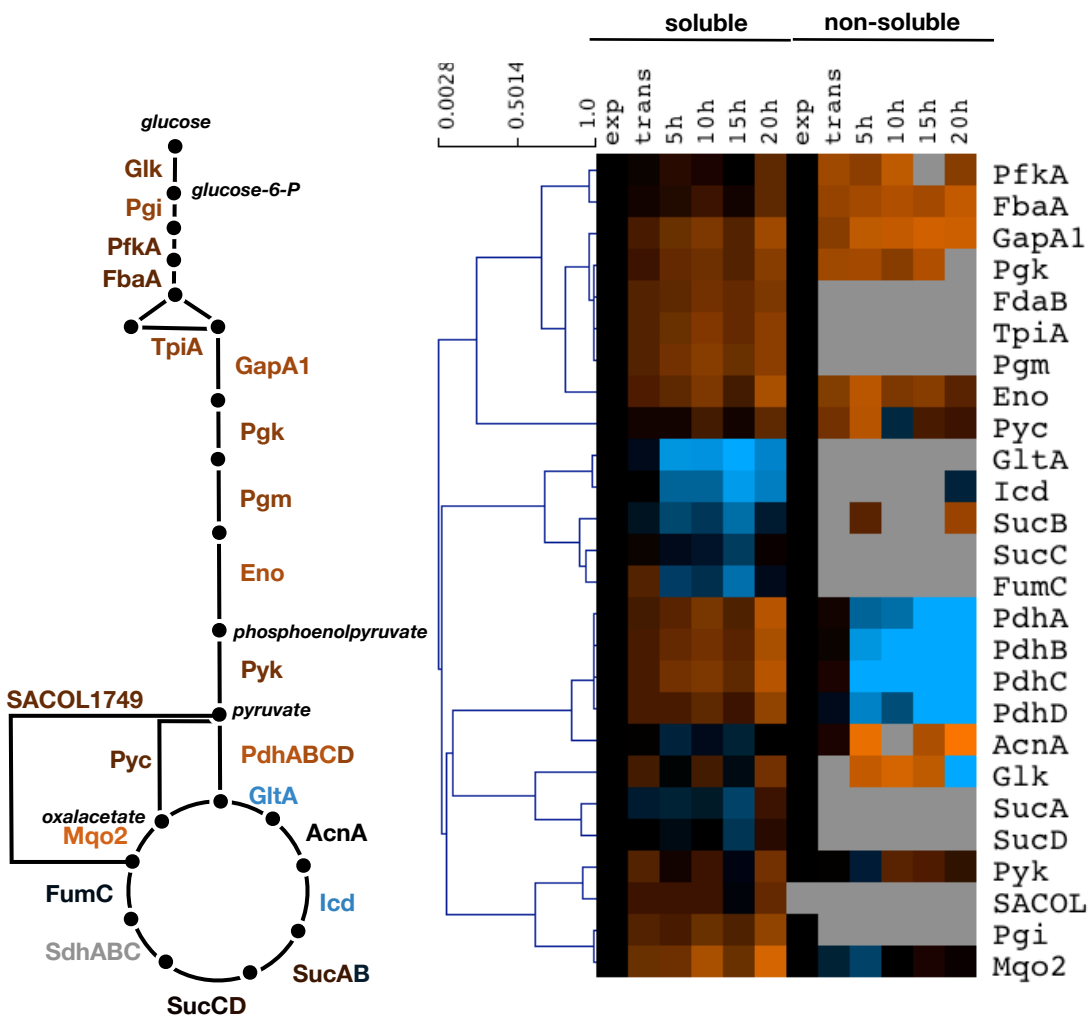 soluble
non-soluble
0.0028
0.5014
1.0
exp
trans
5h
10h
15h
20h
exp
trans
5h
10h
15h
20h
glucose
Glk
glucose-6-P
Pgi
PfkA
FbaA
TpiA
GapA1
Pgk
Pgm
Eno
phosphoenolpyruvate
Pyk
SACOL1749
pyruvate
Pyc
PdhABCD
GltA
oxalacetate
Mqo2
AcnA
FumC
Icd
SdhABC
SucAB
SucCD
PfkA
FbaA
GapA1
Pgk
FdaB
TpiA
Pgm
Eno
Pyc
GltA
Icd
SucB
SucC
FumC
PdhA
PdhB
PdhC
PdhD
AcnA
Glk
SucA
SucD
Pyk
SACOL
Pgi
Mqo2